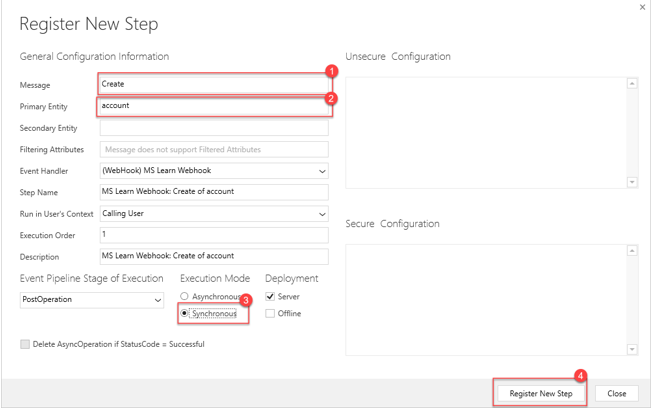 ×
Register New Step
General Configuration Information
Unsecure Configuration
1
Message Create
2
Primary Entity account
Secondary Entity
Filtering Attributes Message does not support Filtered Attributes
Event Handler (WebHook) MS Learn Webhook
Step Name MS Learn Webhook: Create of account
Run in User's Context Calling User
Secure Configuration
Execution Order 1
Description MS Learn Webhook: Create of account
Event Pipeline Stage of Execution Execution Mode Deployment
PostOperation Asynchronous Server
3
Synchronous Offline
Delete AsyncOperation if StatusCode = Successful
4
Register New Step Close